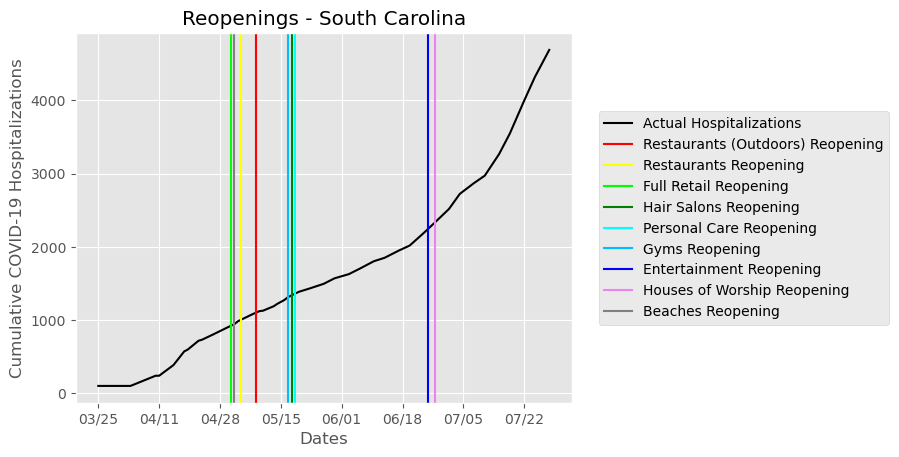 Reopenings - South Carolina
Cumulative COVID-19 Hospitalizations
4000
3000
2000
1000
0
03/25 04/11 04/28 05/15 06/01 06/18 07/05 07/22
Dates
Actual Hospitalizations
Restaurants (Outdoors) Reopening
Restaurants Reopening
Full Retail Reopening
Hair Salons Reopening
Personal Care Reopening
Gyms Reopening
Entertainment Reopening
Houses of Worship Reopening
Beaches Reopening